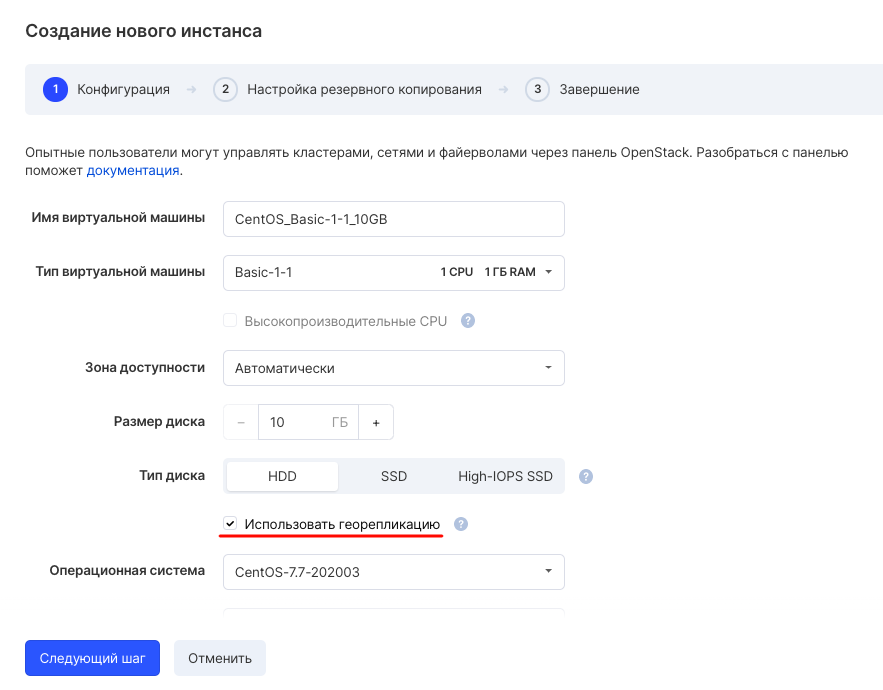 Создание нового инстанса
1 Конфигурация → 2 Настройка резервного копирования → 3 Завершение
Опытные пользователи могут управлять кластерами, сетями и файерволами через панель OpenStack. Разобраться с панелью
поможет документация.
Имя виртуальной машины CentOS_Basic-1-1_10GB
Тип виртуальной машины Basic-1-1 1 CPU 1 ГБ RAM
Высокопроизводительные CPU ?
Зона доступности Автоматически
Размер диска − 10 ГБ +
Тип диска HDD SSD High-IOPS SSD ?
Использовать георепликацию ?
Операционная система CentOS-7.7-202003
Следующий шаг Отменить